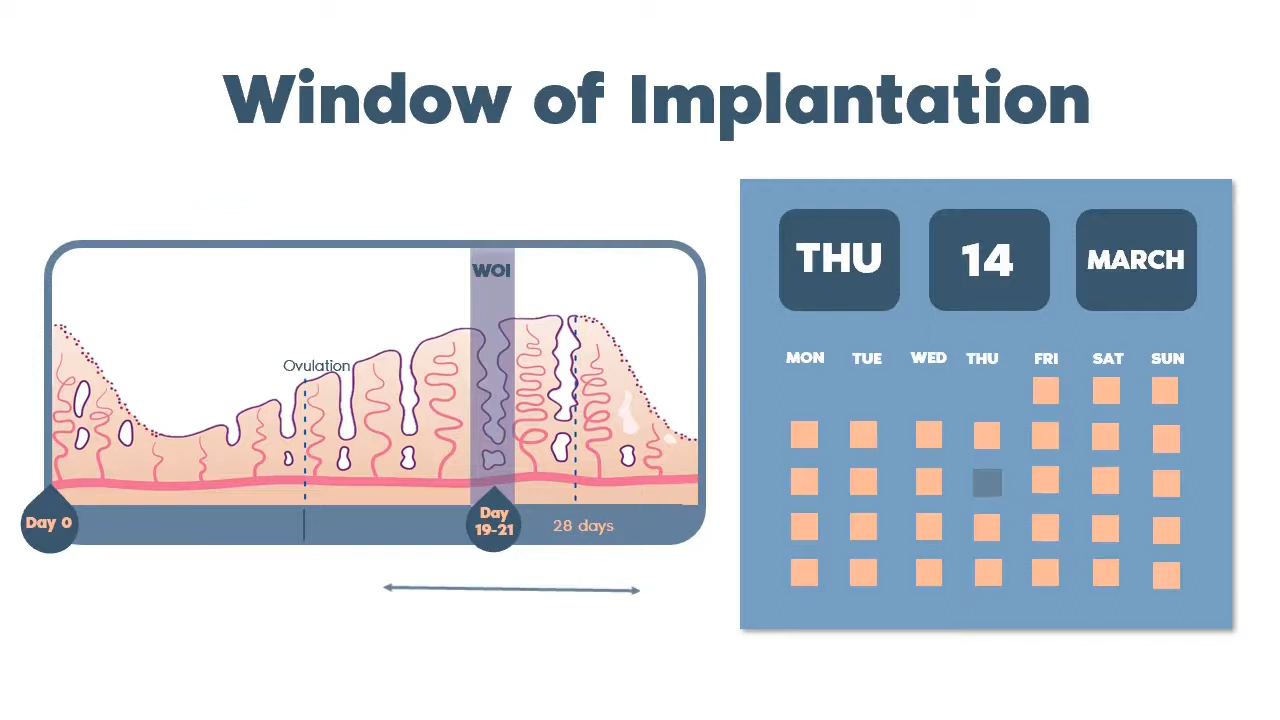 Window of Implantation
WOI
Ovulation
Day 0
Day
19-21
28 days
THU 14 MARCH
MON TUE WED THU FRI SAT SUN